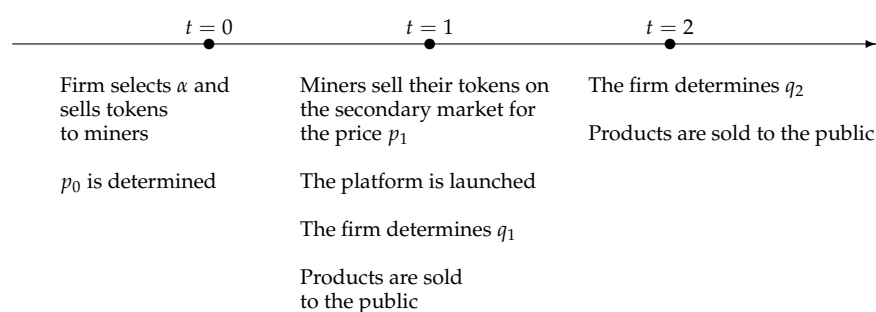 t = 0
t = 1
t = 2
Firm selects α and
sells tokens
to miners
p₀ is determined
Miners sell their tokens on
the secondary market for
the price p₁
The platform is launched
The firm determines q₁
Products are sold
to the public
The firm determines q₂
Products are sold to the public